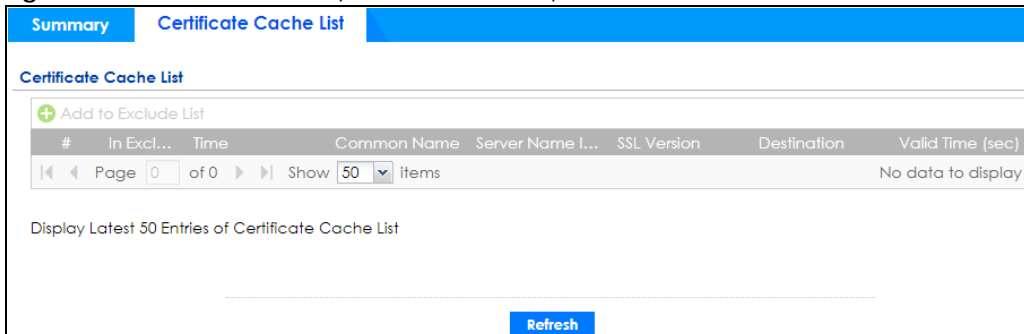 Summary Certificate Cache List
Certificate Cache List
Add to Exclude List
# In Excl... Time Common Name Server Name I... SSL Version Destination Valid Time (sec)
Page 0 of 0 Show 50 items No data to display
Display Latest 50 Entries of Certificate Cache List
Refresh